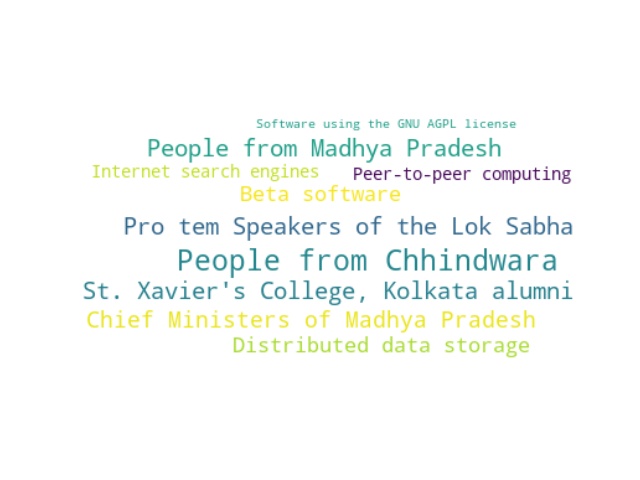 Software using the GNU AGPL license
People from Madhya Pradesh
Internet search engines
Peer-to-peer computing
Beta software
Pro tem Speakers of the Lok Sabha
People from Chhindwara
St. Xavier's College, Kolkata alumni
Chief Ministers of Madhya Pradesh
Distributed data storage